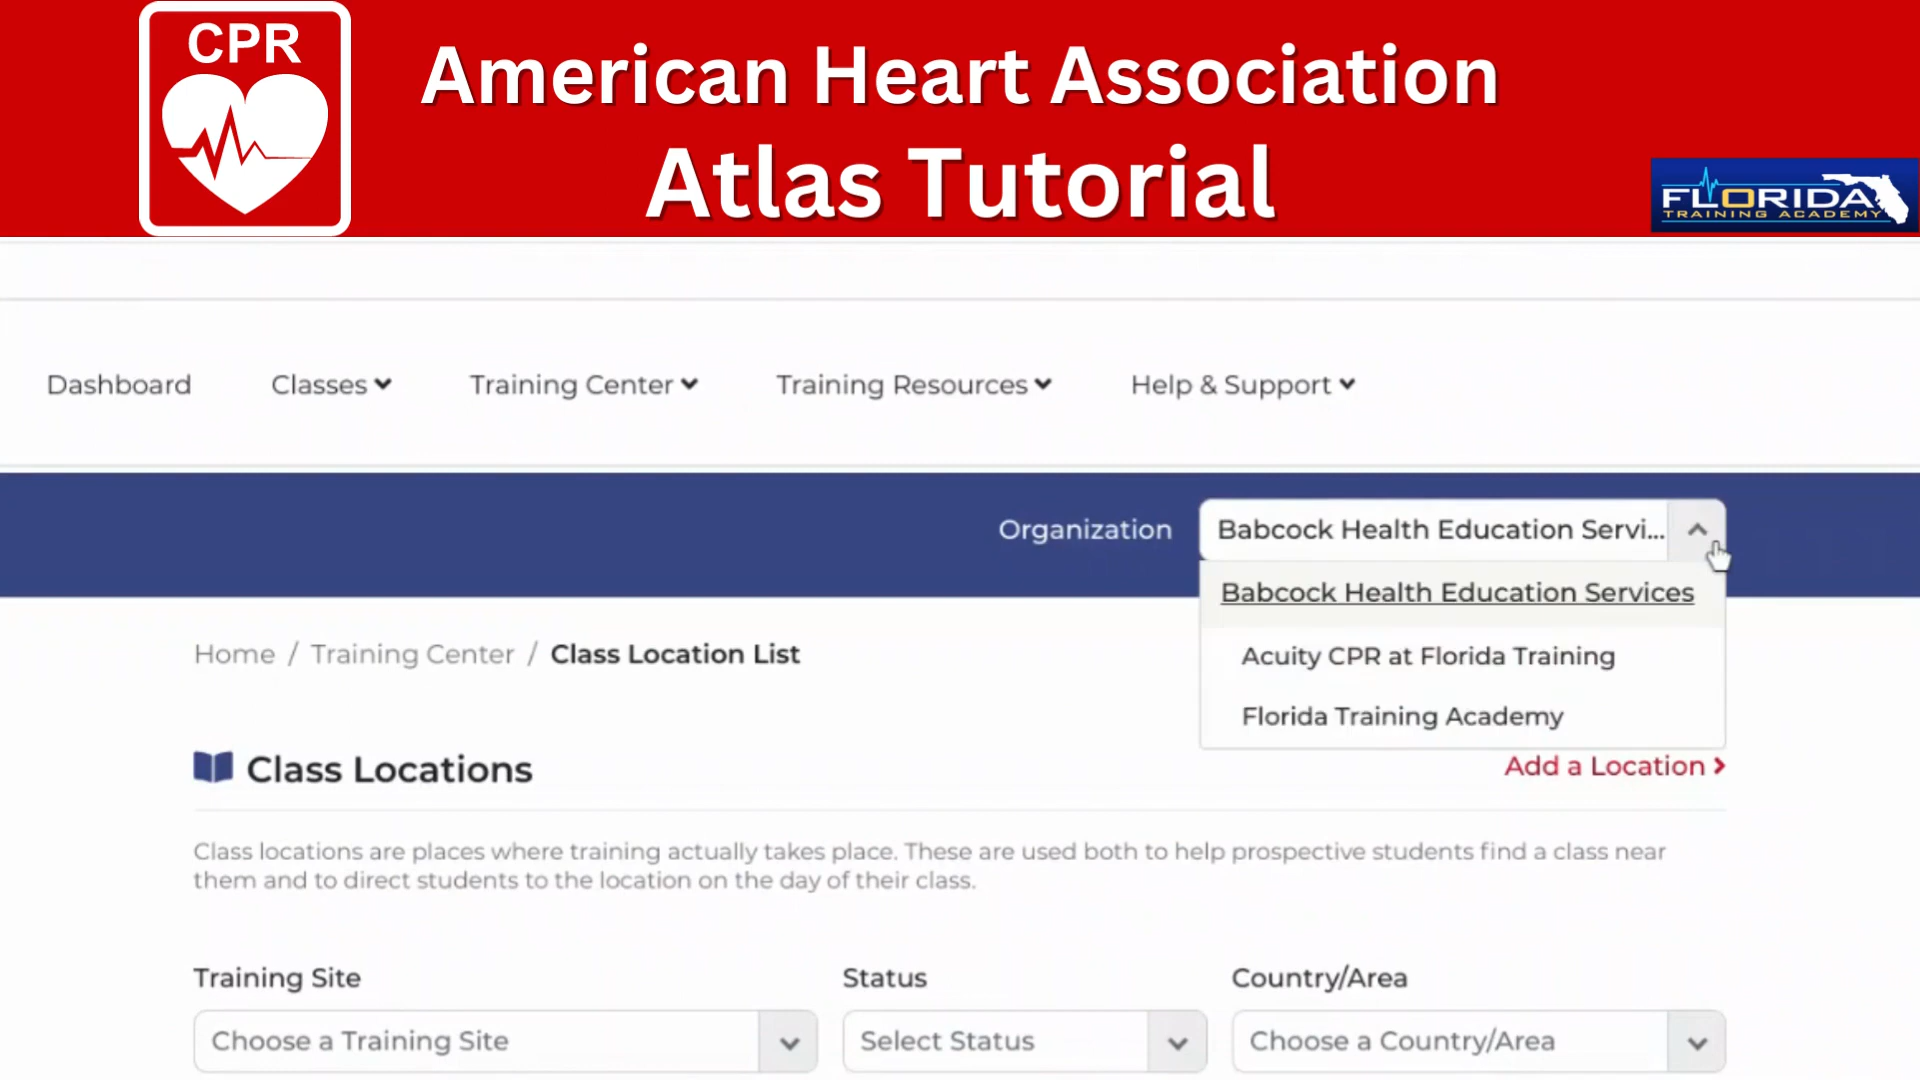 CPR
American Heart Association
Atlas Tutorial
FLORIDA
TRAINING ACADEMY
Dashboard
Classes
Training Center
Training Resources
Help & Support
Organization
Babcock Health Education Servi...
Babcock Health Education Services
Acuity CPR at Florida Training
Florida Training Academy
Home / Training Center / Class Location List
Class Locations
Add a Location
Class locations are places where training actually takes place. These are used both to help prospective students find a class near
them and to direct students to the location on the day of their class.
Training Site
Status
Country/Area
Choose a Training Site
Select Status
Choose a Country/Area